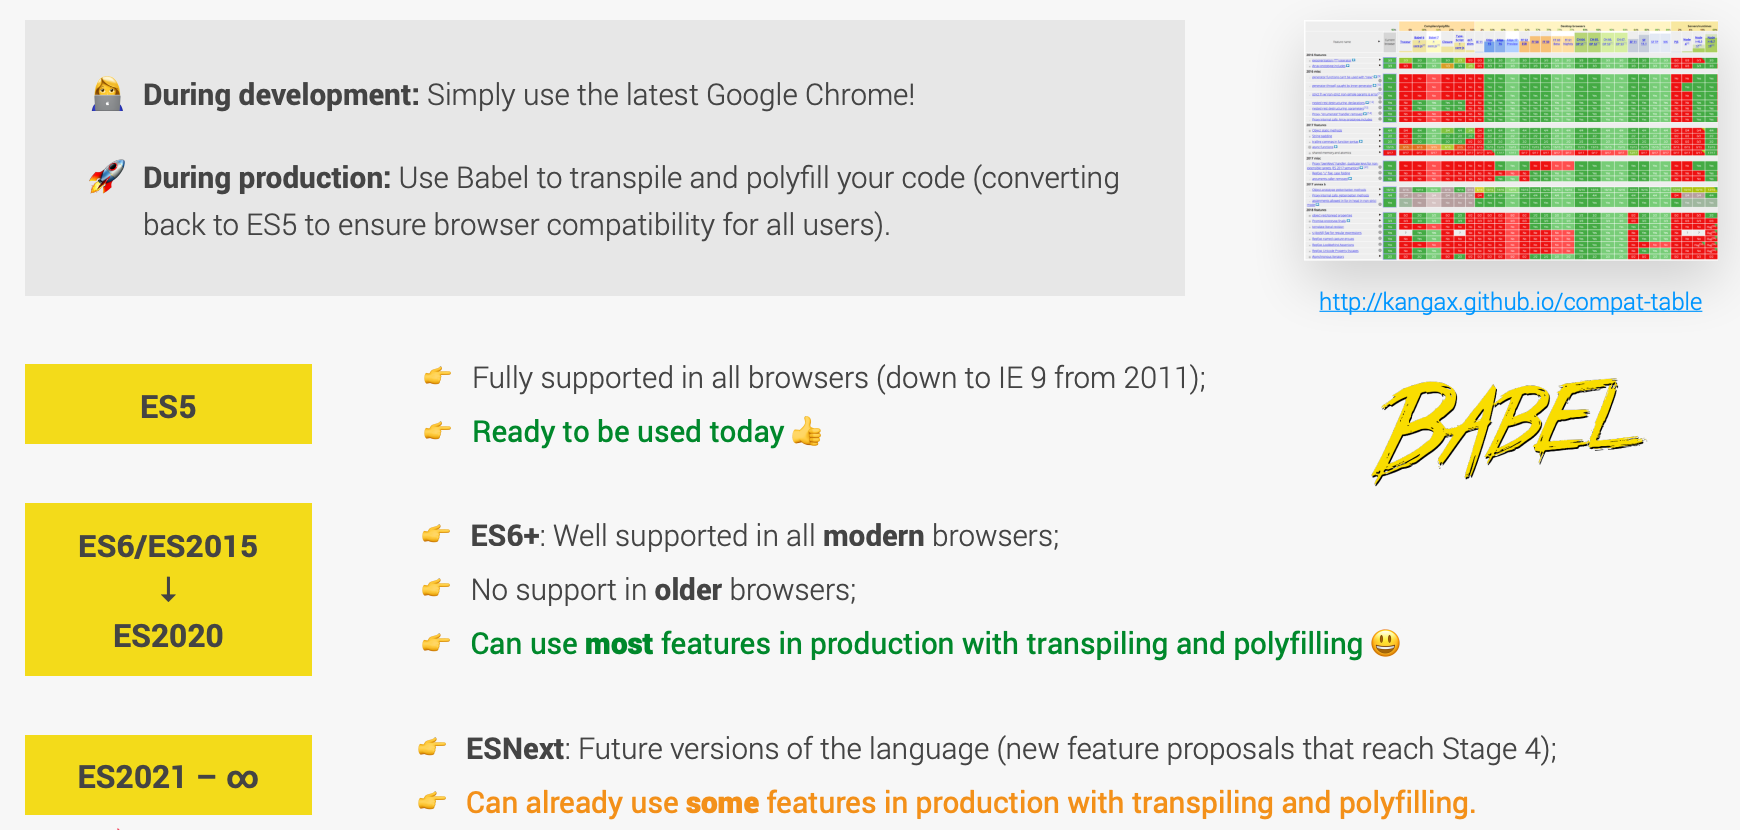 During development: Simply use the latest Google Chrome!
During production: Use Babel to transpile and polyfill your code (converting
back to ES5 to ensure browser compatibility for all users).
http://kangax.github.io/compat-table
ES5
Fully supported in all browsers (down to IE 9 from 2011);
Ready to be used today
BABEL
ES6/ES2015
↓
ES2020
ES6+: Well supported in all modern browsers;
No support in older browsers;
Can use most features in production with transpiling and polyfilling
ES2021 – ∞
ESNext: Future versions of the language (new feature proposals that reach Stage 4);
Can already use some features in production with transpiling and polyfilling.